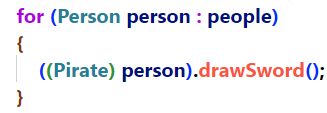 for (Person person : people)
{
((Pirate) person).drawSword();
}